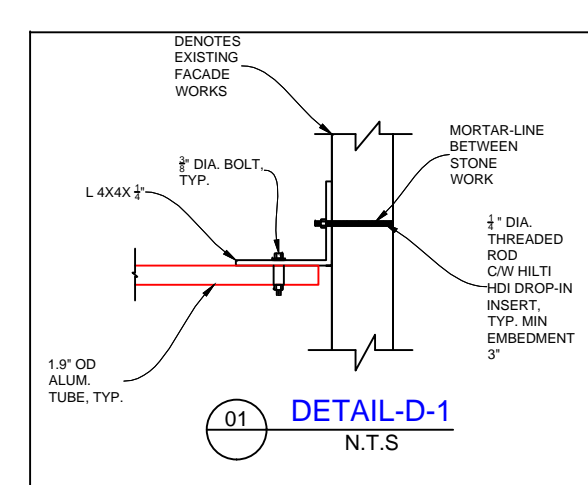 DENOTES
EXISTING
FACADE
WORKS
MORTAR-LINE
BETWEEN
STONE
WORK
3/8" DIA. BOLT,
TYP.
L 4X4X 1/4"
1/4 " DIA.
THREADED
ROD
C/W HILTI
HDI DROP-IN
INSERT,
TYP. MIN
EMBEDMENT
3"
1.9" OD
ALUM.
TUBE, TYP.
01 DETAIL-D-1
N.T.S